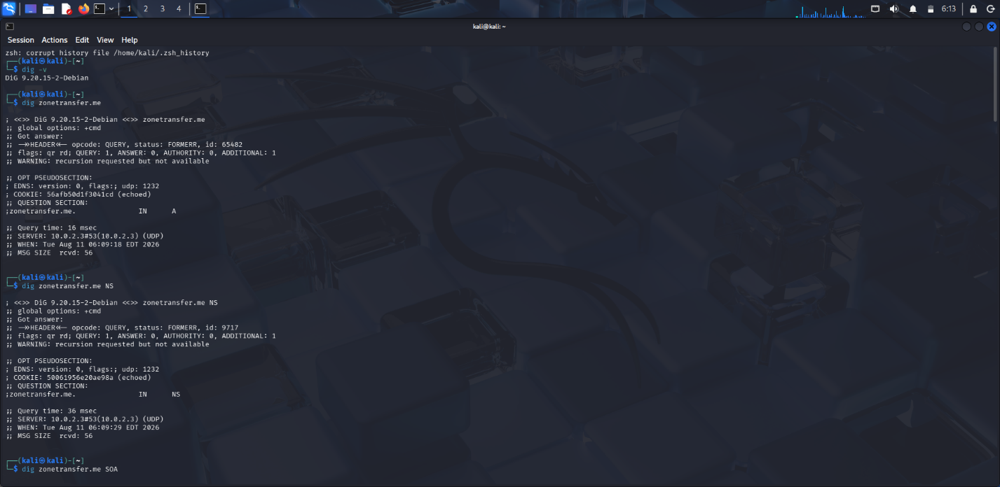 1 2 3 4 6:13
kali@kali: ~
Session Actions Edit View Help
zsh: corrupt history file /home/kali/.zsh_history
┌──(kali㉿kali)-[~]
└─$ dig -v
DiG 9.20.15-2-Debian
┌──(kali㉿kali)-[~]
└─$ dig zonetransfer.me
; <<>> DiG 9.20.15-2-Debian <<>> zonetransfer.me
;; global options: +cmd
;; Got answer:
;; ->>HEADER<<- opcode: QUERY, status: FORMERR, id: 65482
;; flags: qr rd; QUERY: 1, ANSWER: 0, AUTHORITY: 0, ADDITIONAL: 1
;; WARNING: recursion requested but not available
;; OPT PSEUDOSECTION:
; EDNS: version: 0, flags:; udp: 1232
; COOKIE: 56afb50d1f3041cd (echoed)
;; QUESTION SECTION:
;zonetransfer.me. IN A
;; Query time: 16 msec
;; SERVER: 10.0.2.3#53(10.0.2.3) (UDP)
;; WHEN: Tue Aug 11 06:09:18 EDT 2026
;; MSG SIZE rcvd: 56
┌──(kali㉿kali)-[~]
└─$ dig zonetransfer.me NS
; <<>> DiG 9.20.15-2-Debian <<>> zonetransfer.me NS
;; global options: +cmd
;; Got answer:
;; ->>HEADER<<- opcode: QUERY, status: FORMERR, id: 9717
;; flags: qr rd; QUERY: 1, ANSWER: 0, AUTHORITY: 0, ADDITIONAL: 1
;; WARNING: recursion requested but not available
;; OPT PSEUDOSECTION:
; EDNS: version: 0, flags:; udp: 1232
; COOKIE: 50061956e20ae98a (echoed)
;; QUESTION SECTION:
;zonetransfer.me. IN NS
;; Query time: 36 msec
;; SERVER: 10.0.2.3#53(10.0.2.3) (UDP)
;; WHEN: Tue Aug 11 06:09:29 EDT 2026
;; MSG SIZE rcvd: 56
┌──(kali㉿kali)-[~]
└─$ dig zonetransfer.me SOA